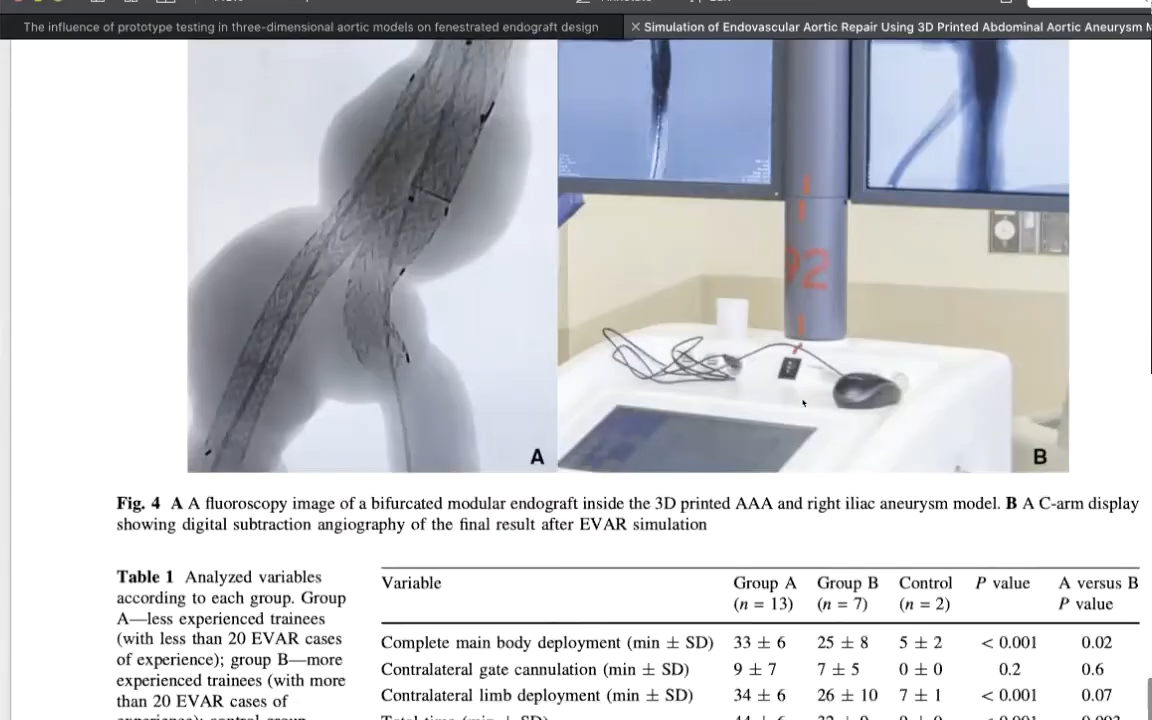 The influence of prototype testing in three-dimensional aortic models on fenestrated endograft design
× Simulation of Endovascular Aortic Repair Using 3D Printed Abdominal Aortic Aneurysm
92
A
B
Fig. 4 A A fluoroscopy image of a bifurcated modular endograft inside the 3D printed AAA and right iliac aneurysm model. B A C-arm display
showing digital subtraction angiography of the final result after EVAR simulation
Table 1 Analyzed variables
according to each group. Group
A—less experienced trainees
(with less than 20 EVAR cases
of experience); group B—more
experienced trainees (with more
than 20 EVAR cases of
Variable Group A Group B Control P value A versus B
(n = 13) (n = 7) (n = 2) P value
Complete main body deployment (min ± SD) 33 ± 6 25 ± 8 5 ± 2 < 0.001 0.02
Contralateral gate cannulation (min ± SD) 9 ± 7 7 ± 5 0 ± 0 0.2 0.6
Contralateral limb deployment (min ± SD) 34 ± 6 26 ± 10 7 ± 1 < 0.001 0.07